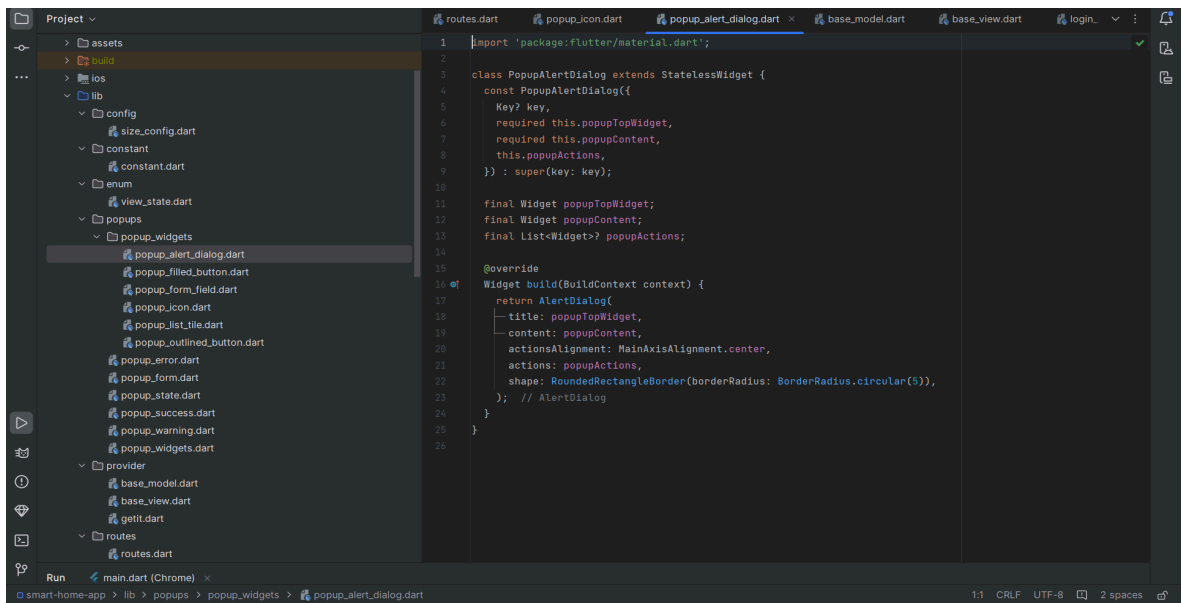 Project
routes.dart
popup_icon.dart
popup_alert_dialog.dart
base_model.dart
base_view.dart
login_
assets
build
ios
lib
config
size_config.dart
constant
constant.dart
enum
view_state.dart
popups
popup_widgets
popup_alert_dialog.dart
popup_filled_button.dart
popup_form_field.dart
popup_icon.dart
popup_list_tile.dart
popup_outlined_button.dart
popup_error.dart
popup_form.dart
popup_state.dart
popup_success.dart
popup_warning.dart
popup_widgets.dart
provider
base_model.dart
base_view.dart
getit.dart
routes
routes.dart
1 import 'package:flutter/material.dart';
2
3 class PopupAlertDialog extends StatelessWidget {
4 const PopupAlertDialog({
5 Key? key,
6 required this.popupTopWidget,
7 required this.popupContent,
8 this.popupActions,
9 }) : super(key: key);
10
11 final Widget popupTopWidget;
12 final Widget popupContent;
13 final List<Widget>? popupActions;
14
15 @override
16 Widget build(BuildContext context) {
17 return AlertDialog(
18 title: popupTopWidget,
19 content: popupContent,
20 actionsAlignment: MainAxisAlignment.center,
21 actions: popupActions,
22 shape: RoundedRectangleBorder(borderRadius: BorderRadius.circular(5)),
23 ); // AlertDialog
24 }
25 }
26
Run main.dart (Chrome)
smart-home-app > lib > popups > popup_widgets > popup_alert_dialog.dart
1:1 CRLF UTF-8 2 spaces